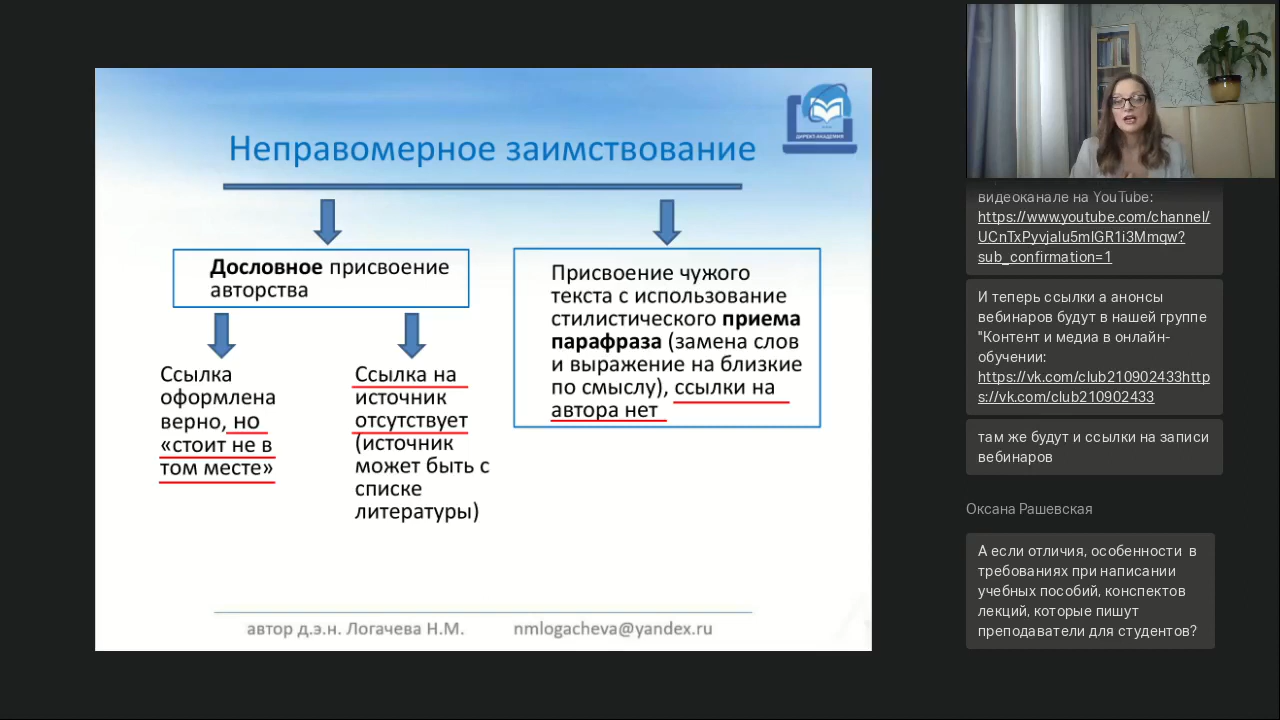 Неправомерное заимствование
ДИРЕКТ-АКАДЕМИЯ
Дословное присвоение
авторства
Ссылка
оформлена
верно, но
«стоит не в
том месте»
Ссылка на
источник
отсутствует
(источник
может быть с
списке
литературы)
Присвоение чужого
текста с использование
стилистического приема
парафраза (замена слов
и выражение на близкие
по смыслу), ссылки на
автора нет
автор д.э.н. Логачева Н.М. nmlogacheva@yandex.ru
видеоканале на YouTube:
https://www.youtube.com/channel/
UCnTxPyvjalu5mIGR1i3Mmqw?
sub_confirmation=1
И теперь ссылки а анонсы
вебинаров будут в нашей группе
"Контент и медиа в онлайн-
обучении:
https://vk.com/club210902433http
s://vk.com/club210902433
там же будут и ссылки на записи
вебинаров
Оксана Рашевская
А если отличия, особенности в
требованиях при написании
учебных пособий, конспектов
лекций, которые пишут
преподаватели для студентов?